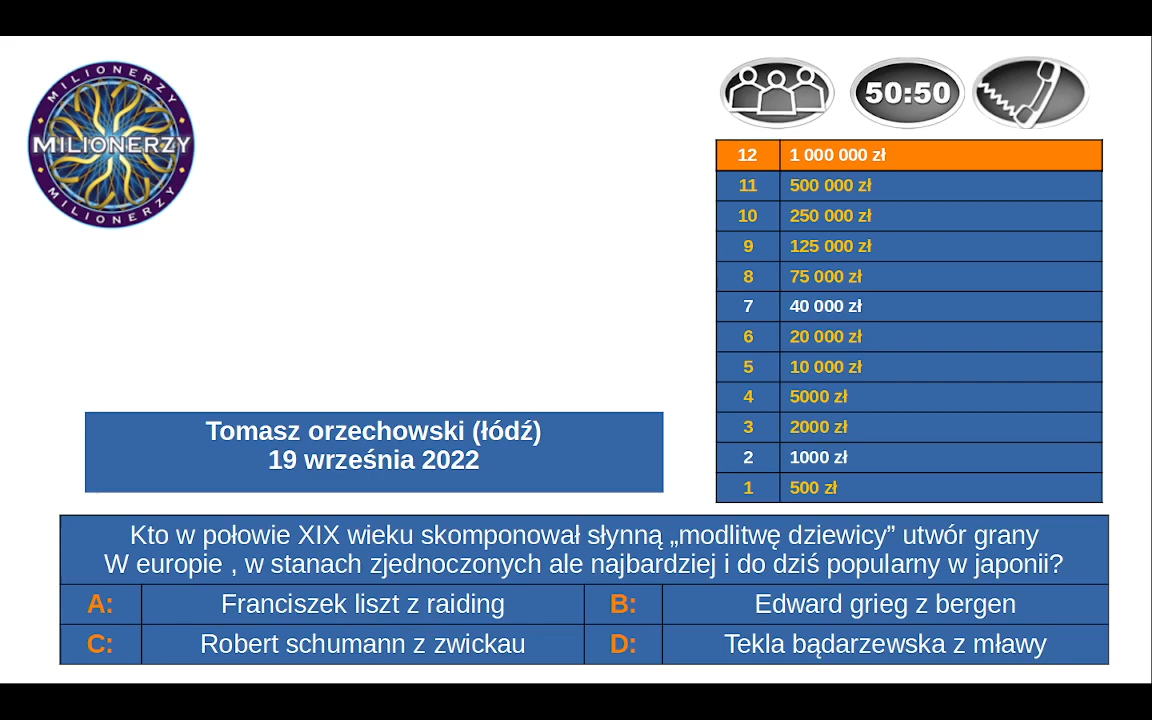 MILIONERZY
MILIONERZY
MILIONERZY
50:50
12 1 000 000 zł
11 500 000 zł
10 250 000 zł
9 125 000 zł
8 75 000 zł
7 40 000 zł
6 20 000 zł
5 10 000 zł
4 5000 zł
3 2000 zł
2 1000 zł
1 500 zł
Tomasz orzechowski (łódź)
19 września 2022
Kto w połowie XIX wieku skomponował słynną „modlitwę dziewicy” utwór grany
W europie , w stanach zjednoczonych ale najbardziej i do dziś popularny w japonii?
A: Franciszek liszt z raiding B: Edward grieg z bergen
C: Robert schumann z zwickau D: Tekla bądarzewska z mławy